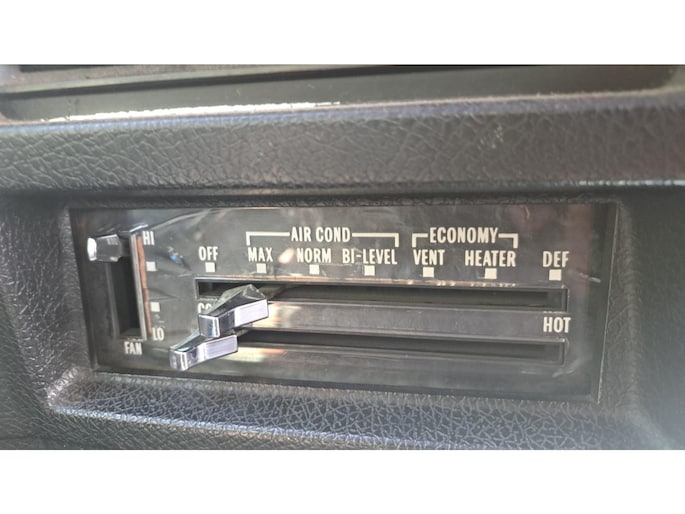 AIR COND ECONOMY
HI OFF MAX NORM BI-LEVEL VENT HEATER DEF
HOT
LO
FAN